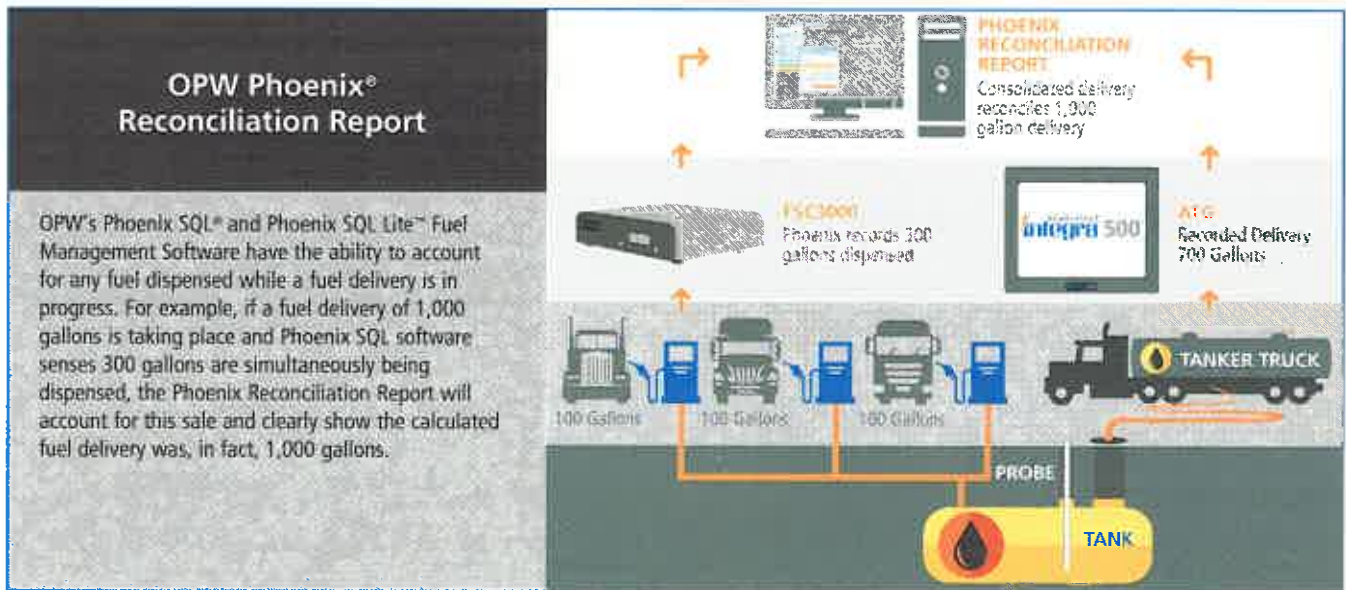 OPW Phoenix®
Reconciliation Report
OPW's Phoenix SQL® and Phoenix SQL Lite™ Fuel
Management Software have the ability to account
for any fuel dispensed while a fuel delivery is in
progress. For example, if a fuel delivery of 1,000
gallons is taking place and Phoenix SQL software
senses 300 gallons are simultaneously being
dispensed, the Phoenix Reconciliation Report will
account for this sale and clearly show the calculated
fuel delivery was, in fact, 1,000 gallons.
PHOENIX
RECONCILIATION
REPORT
Consolidated delivery
reconciles 1,000
gallon delivery
FSC3000
Phoenix records 300
gallons dispensed
integra 500
ATG
Recorded Delivery
700 Gallons
100 Gallons
100 Gallons
100 Gallons
TANKER TRUCK
PROBE
TANK